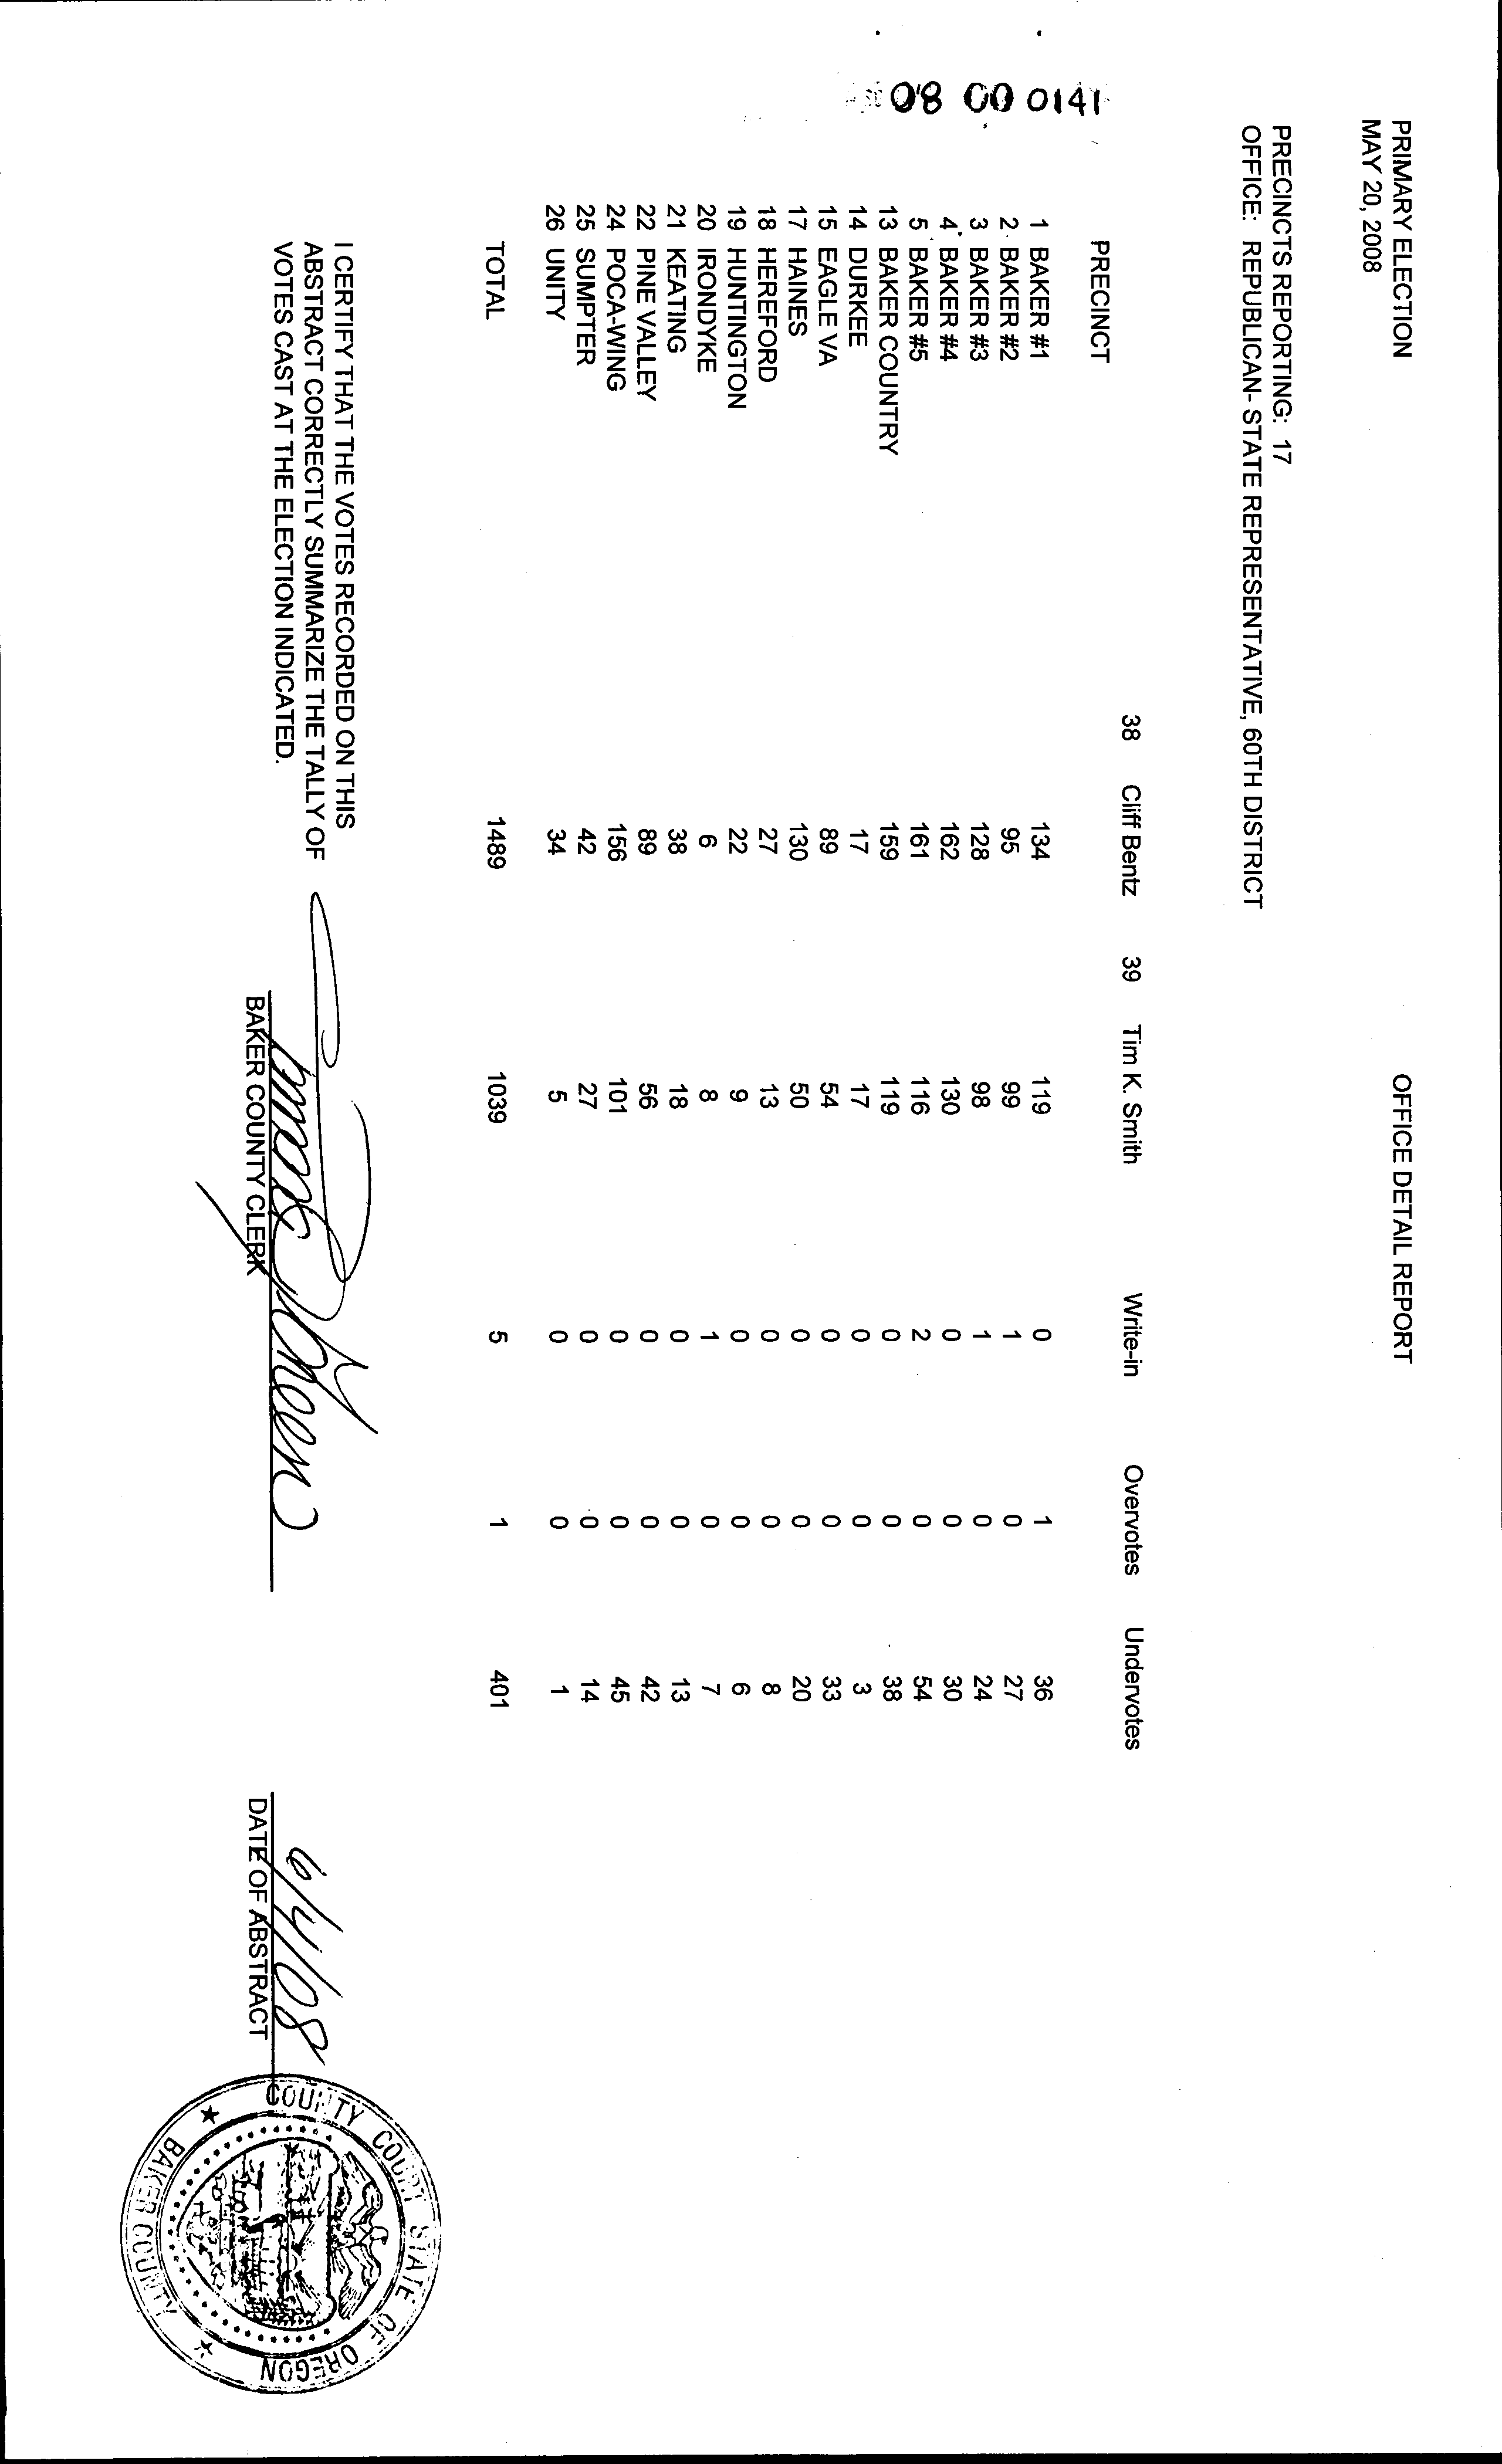 PRIMARY ELECTION OFFICE DETAIL REPORT
MAY 20, 2008
PRECINCTS REPORTING: 17
OFFICE: REPUBLICAN- STATE REPRESENTATIVE, 60TH DISTRICT
08 00 0141
38 Cliff Bentz 39 Tim K. Smith Write-in Overvotes Undervotes
PRECINCT
1 BAKER #1 134 119 0 1 36
2 BAKER #2 95 99 1 0 27
3 BAKER #3 128 98 1 0 24
4 BAKER #4 162 130 0 0 30
5 BAKER #5 161 116 2 0 54
13 BAKER COUNTRY 159 119 0 0 38
14 DURKEE 17 17 0 0 3
15 EAGLE VA 89 54 0 0 33
17 HAINES 130 50 0 0 20
18 HEREFORD 27 13 0 0 8
19 HUNTINGTON 22 9 0 0 6
20 IRONDYKE 6 8 1 0 7
21 KEATING 38 18 0 0 13
22 PINE VALLEY 89 56 0 0 42
24 POCA-WING 156 101 0 0 45
25 SUMPTER 42 27 0 0 14
26 UNITY 34 5 0 0 1
TOTAL 1489 1039 5 1 401
I CERTIFY THAT THE VOTES RECORDED ON THIS
ABSTRACT CORRECTLY SUMMARIZE THE TALLY OF
VOTES CAST AT THE ELECTION INDICATED.
6/4/08
BAKER COUNTY CLERK DATE OF ABSTRACT
COUNTY COURT STATE OF OREGON
BAKER COUNTY